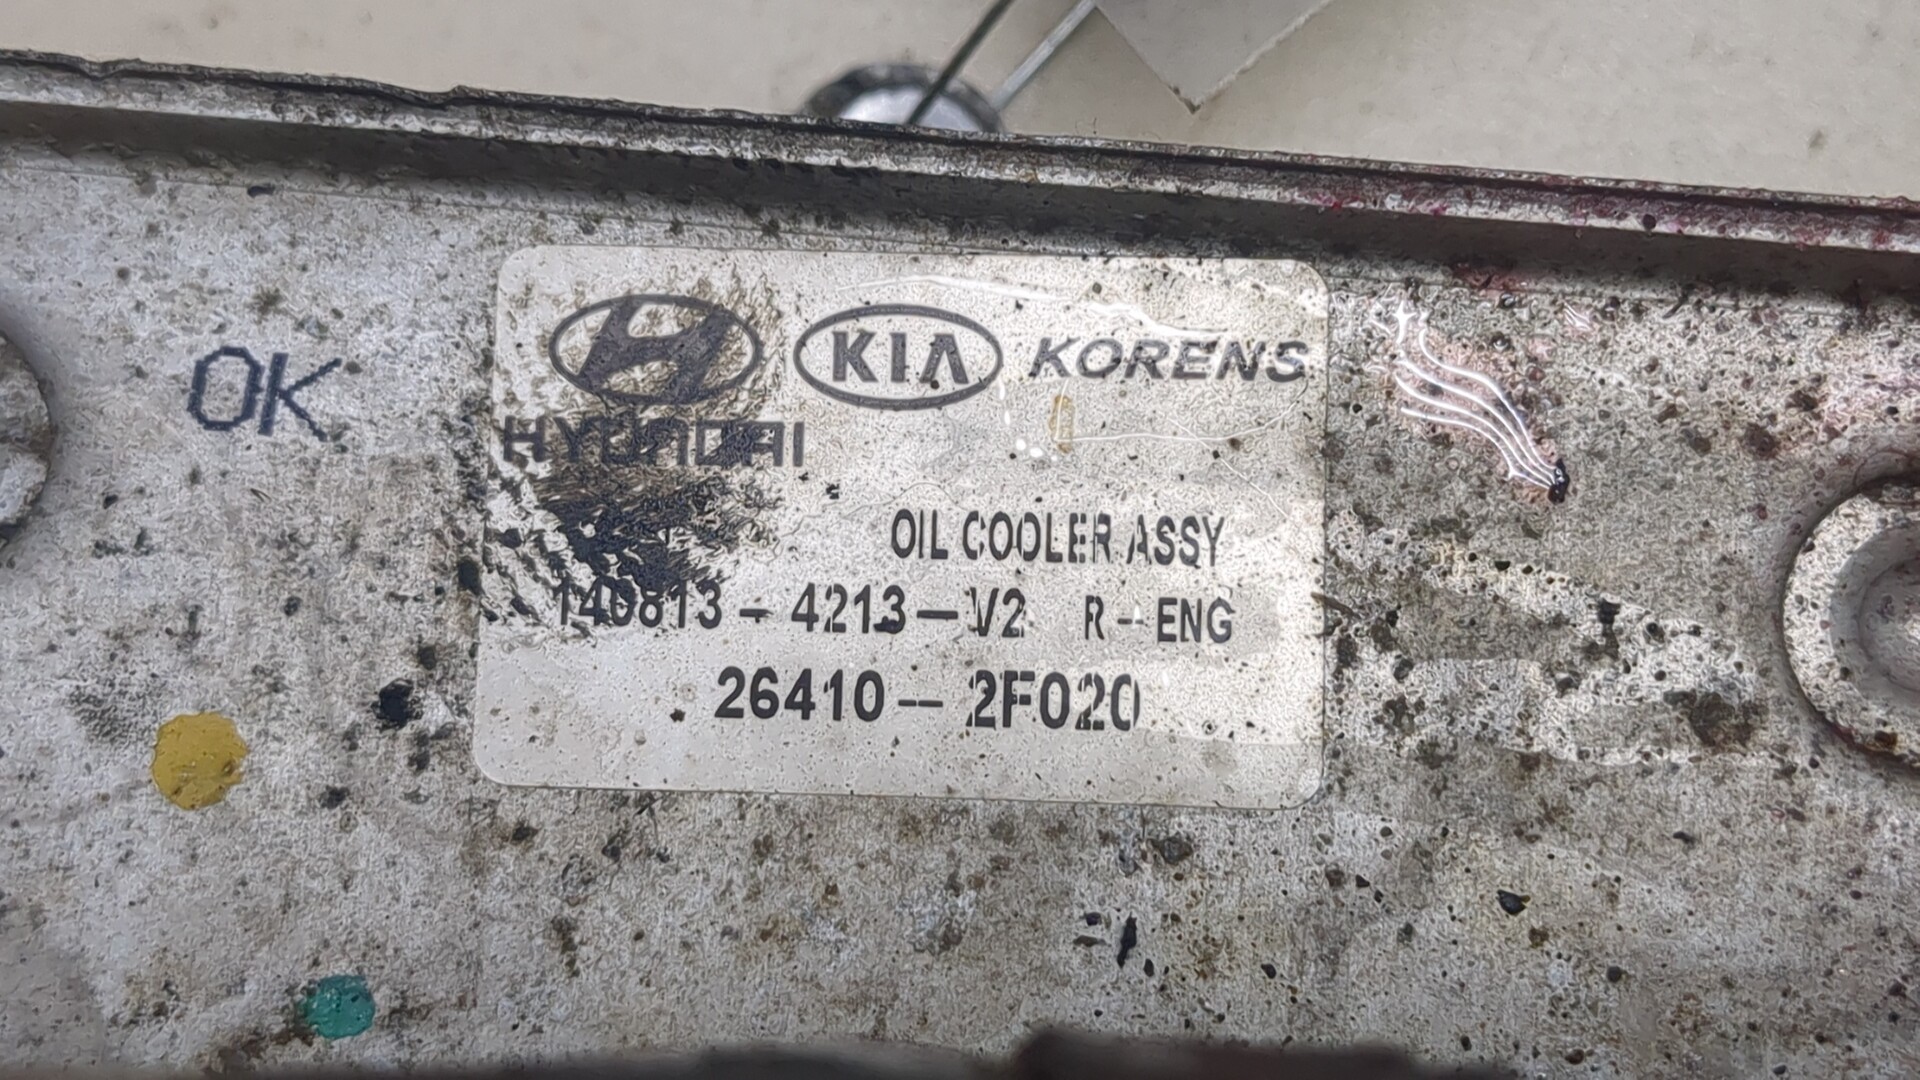 OK
KIA KORENS
HYUNDAI
OIL COOLER ASSY
140813-4213-V2 R-ENG
26410-2F020